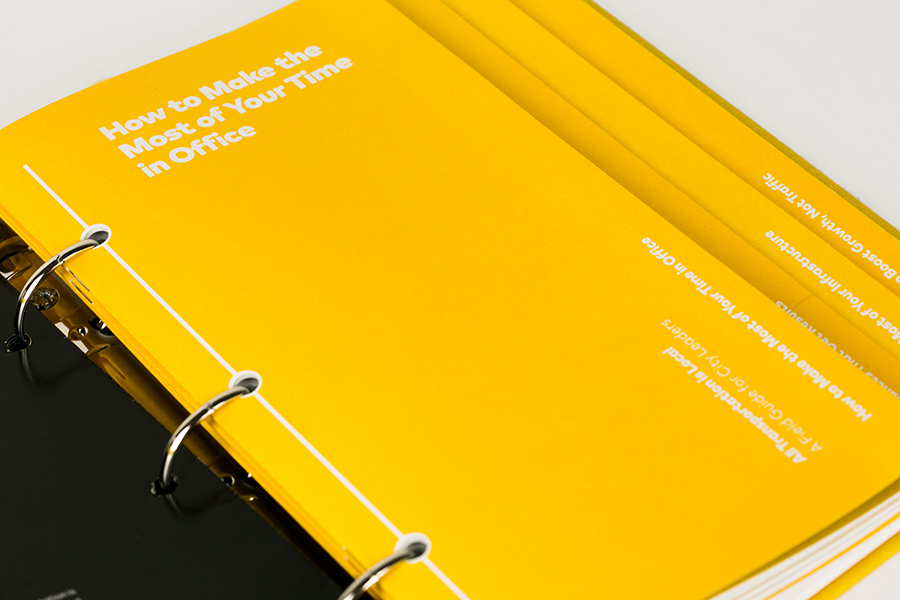 How to Make the
Most of Your Time
in Office
How to Make the Most of Your Time in Office
All Transportation is Local
A Field Guide for City Leaders
Most of Your Infrastructure
Boost Growth, Not Traffic